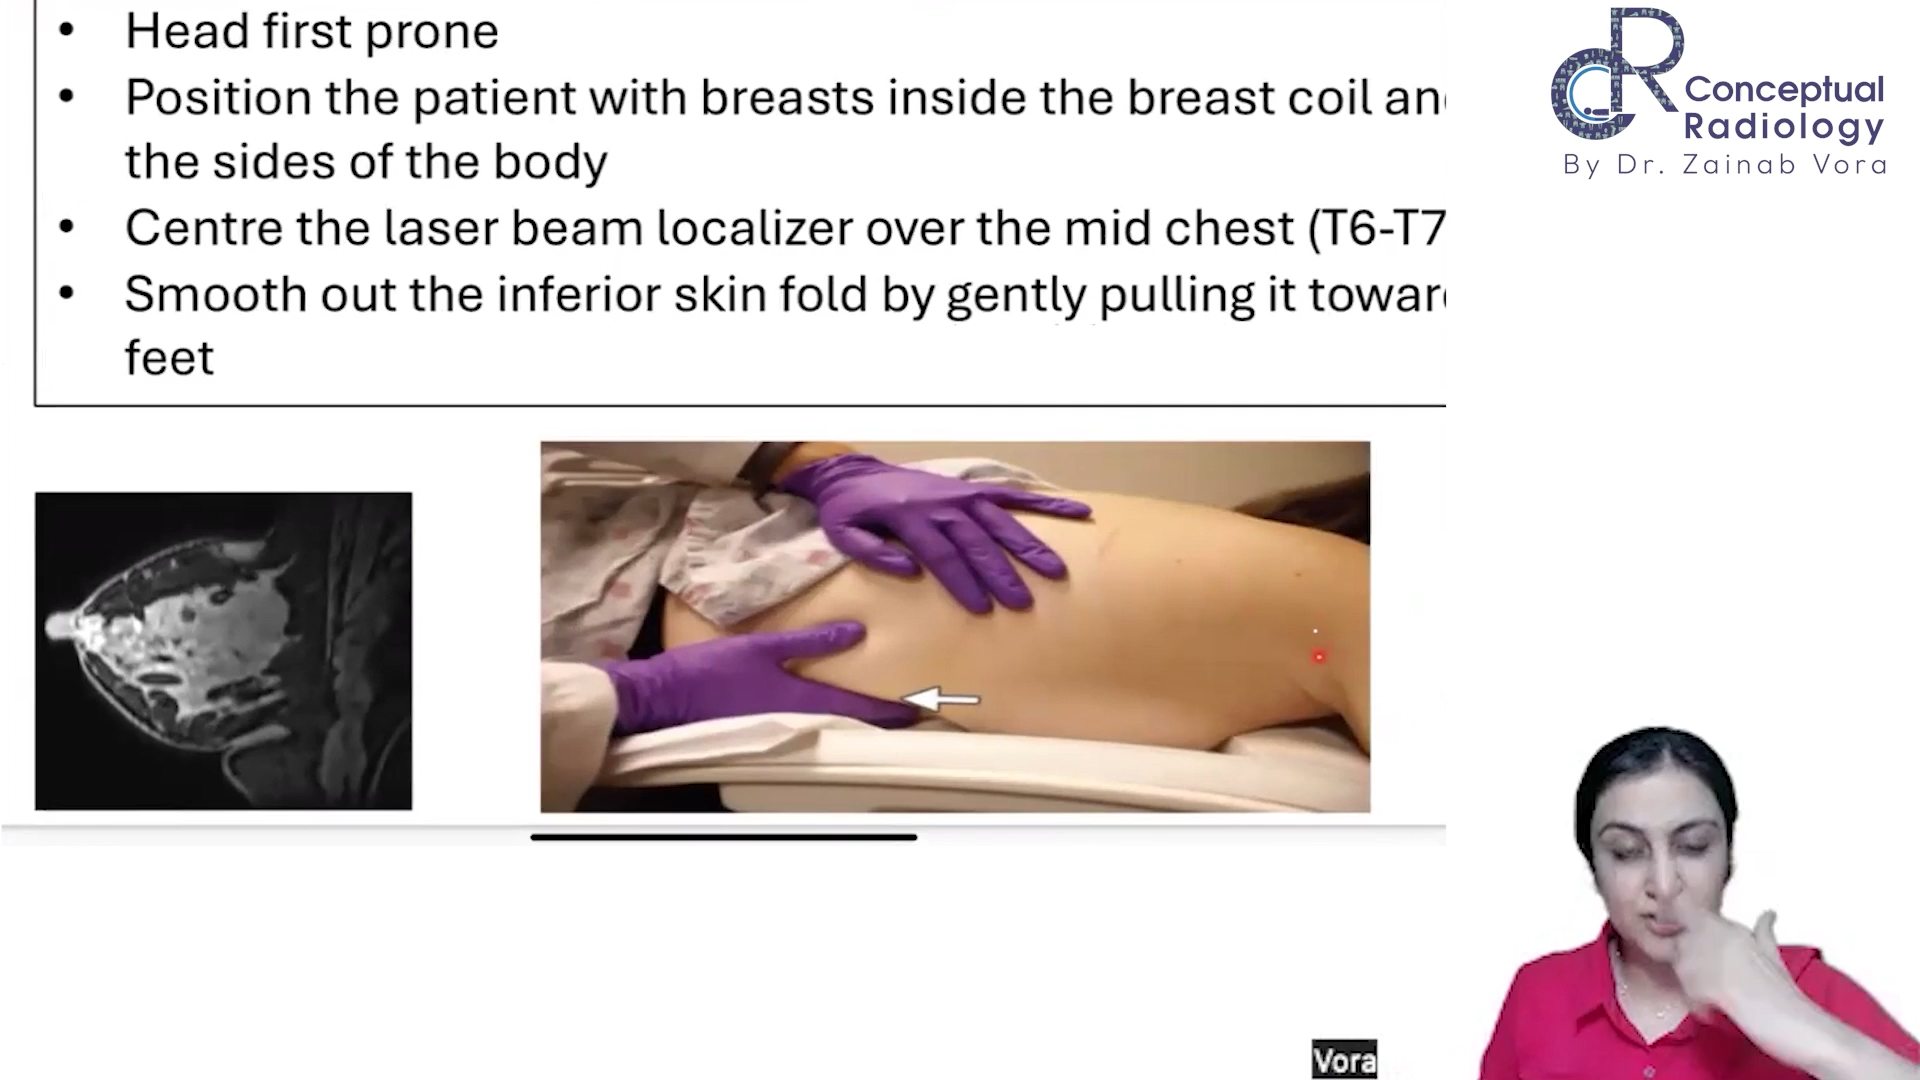 • Head first prone
• Position the patient with breasts inside the breast coil an
the sides of the body
• Centre the laser beam localizer over the mid chest (T6-T7
• Smooth out the inferior skin fold by gently pulling it towar
feet
CR
Conceptual
Radiology
By Dr. Zainab Vora
Vora